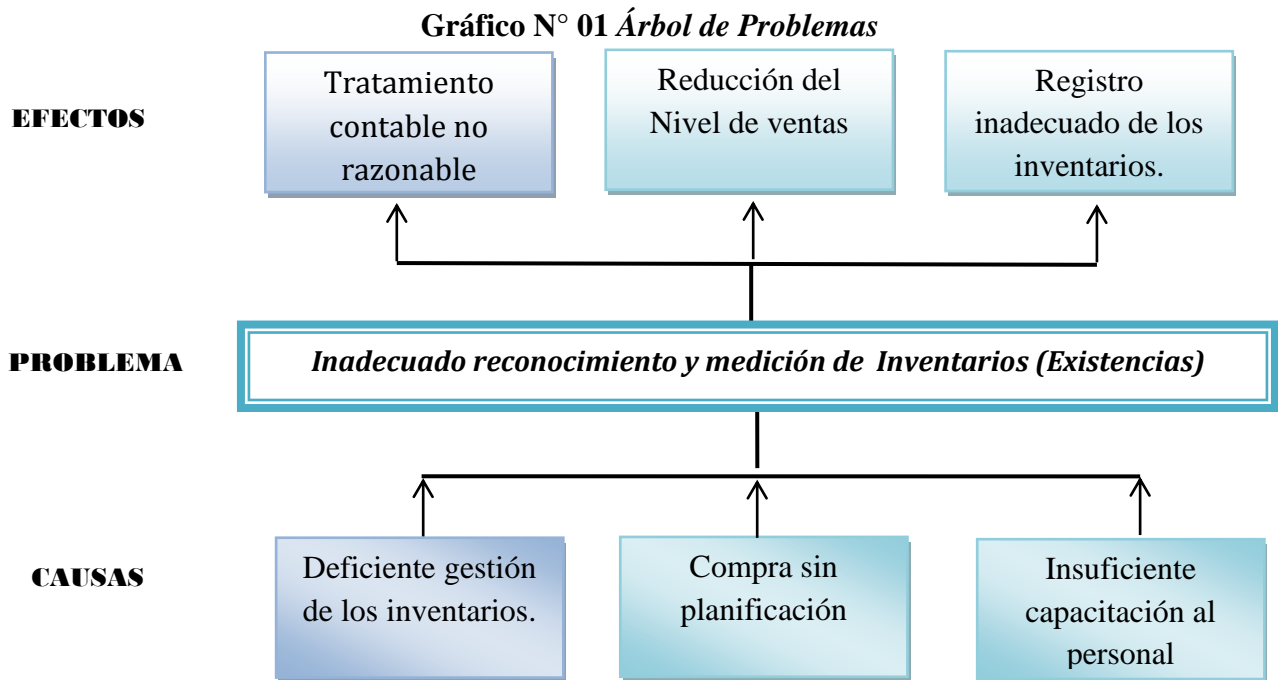 Gráfico N° 01 Árbol de Problemas
EFECTOS
Tratamiento
contable no
razonable
Reducción del
Nivel de ventas
Registro
inadecuado de los
inventarios.
PROBLEMA
Inadecuado reconocimiento y medición de Inventarios (Existencias)
CAUSAS
Deficiente gestión
de los inventarios.
Compra sin
planificación
Insuficiente
capacitación al
personal